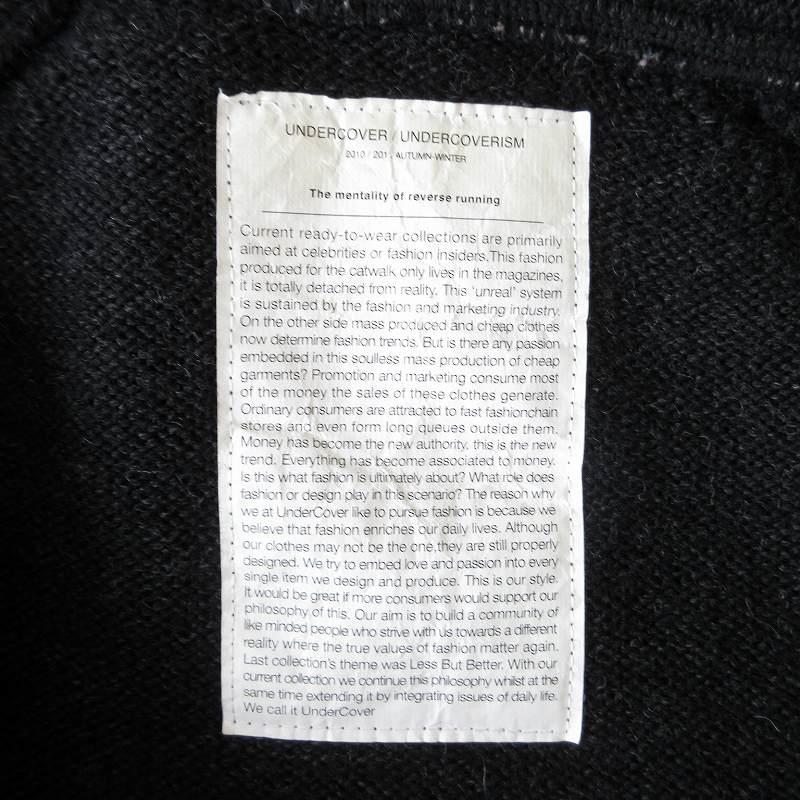 UNDERCOVER / UNDERCOVERISM
2010 / 201 . AUTUMN-WINTER
The mentality of reverse running
Current ready-to-wear collections are primarily
aimed at celebrities or fashion insiders.This fashion
produced for the catwalk only lives in the magazines,
it is totally detached from reality. This 'unreal' system
is sustained by the fashion and marketing industry.
On the other side mass produced and cheap clothes
now determine fashion trends. But is there any passion
embedded in this soulless mass production of cheap
garments? Promotion and marketing consume most
of the money the sales of these clothes generate.
Ordinary consumers are attracted to fast fashionchain
stores and even form long queues outside them.
Money has become the new authority, this is the new
trend. Everything has become associated to money.
Is this what fashion is ultimately about? What role does
fashion or design play in this scenario? The reason why
we at UnderCover like to pursue fashion is because we
believe that fashion enriches our daily lives. Although
our clothes may not be the one,they are still properly
designed. We try to embed love and passion into every
single item we design and produce. This is our style.
It would be great if more consumers would support our
philosophy of this. Our aim is to build a community of
like minded people who strive with us towards a different
reality where the true values of fashion matter again.
Last collection's theme was Less But Better. With our
current collection we continue this philosophy whilst at the
same time extending it by integrating issues of daily life.
We call it UnderCover